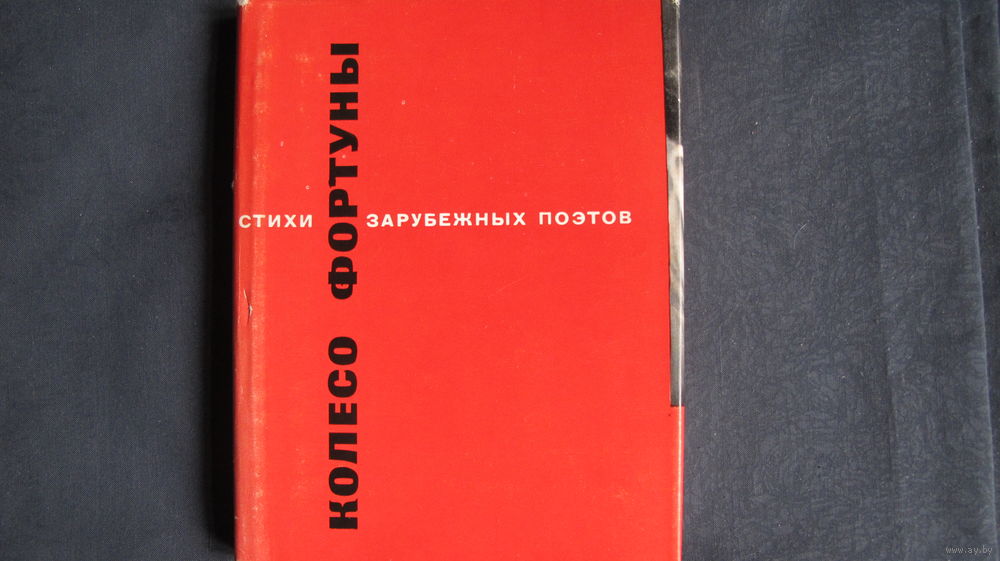 КОЛЕСО ФОРТУНЫ
СТИХИ ЗАРУБЕЖНЫХ ПОЭТОВ
www.ay.by